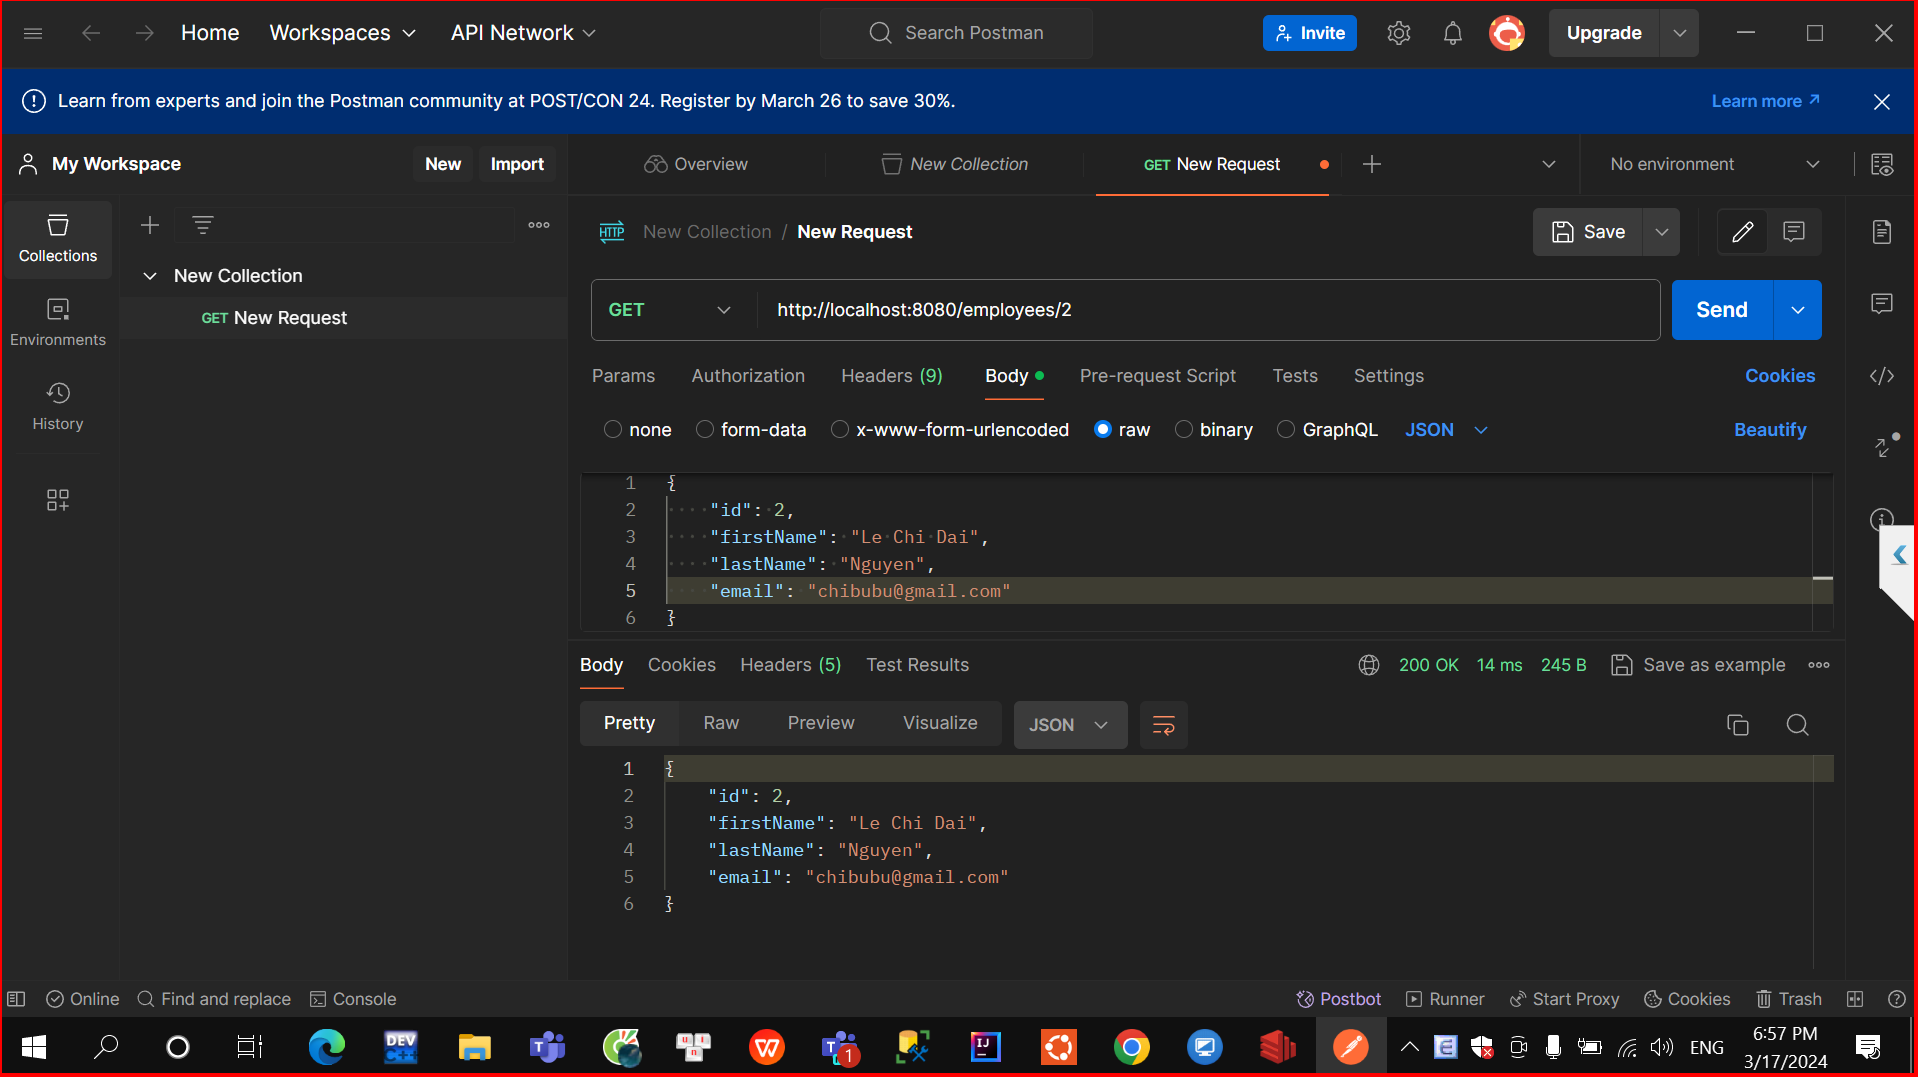 Home Workspaces API Network Search Postman Invite Upgrade
Learn from experts and join the Postman community at POST/CON 24. Register by March 26 to save 30%. Learn more
My Workspace New Import
Overview New Collection GET New Request No environment
Collections
Environments
History
New Collection
GET New Request
HTTP New Collection / New Request Save
GET http://localhost:8080/employees/2 Send
Params Authorization Headers (9) Body Pre-request Script Tests Settings Cookies
none form-data x-www-form-urlencoded raw binary GraphQL JSON Beautify
1 {
2 "id": 2,
3 "firstName": "Le Chi Dai",
4 "lastName": "Nguyen",
5 "email": "chibubu@gmail.com"
6 }
Body Cookies Headers (5) Test Results 200 OK 14 ms 245 B Save as example
Pretty Raw Preview Visualize JSON
1 {
2 "id": 2,
3 "firstName": "Le Chi Dai",
4 "lastName": "Nguyen",
5 "email": "chibubu@gmail.com"
6 }
Online Find and replace Console Postbot Runner Start Proxy Cookies Trash
DEV C++ 1 IJ ENG
6:57 PM
3/17/2024